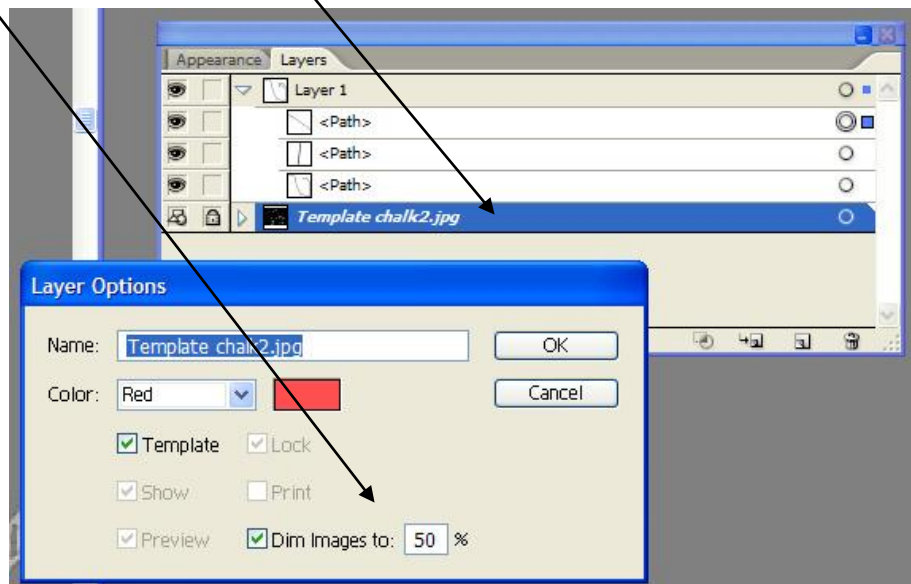 Appearance Layers
Layer 1
<Path>
<Path>
<Path>
Template chalk2.jpg
Layer Options
Name: Template chalk2.jpg OK
Color: Red Cancel
Template Lock
Show Print
Preview Dim Images to: 50 %